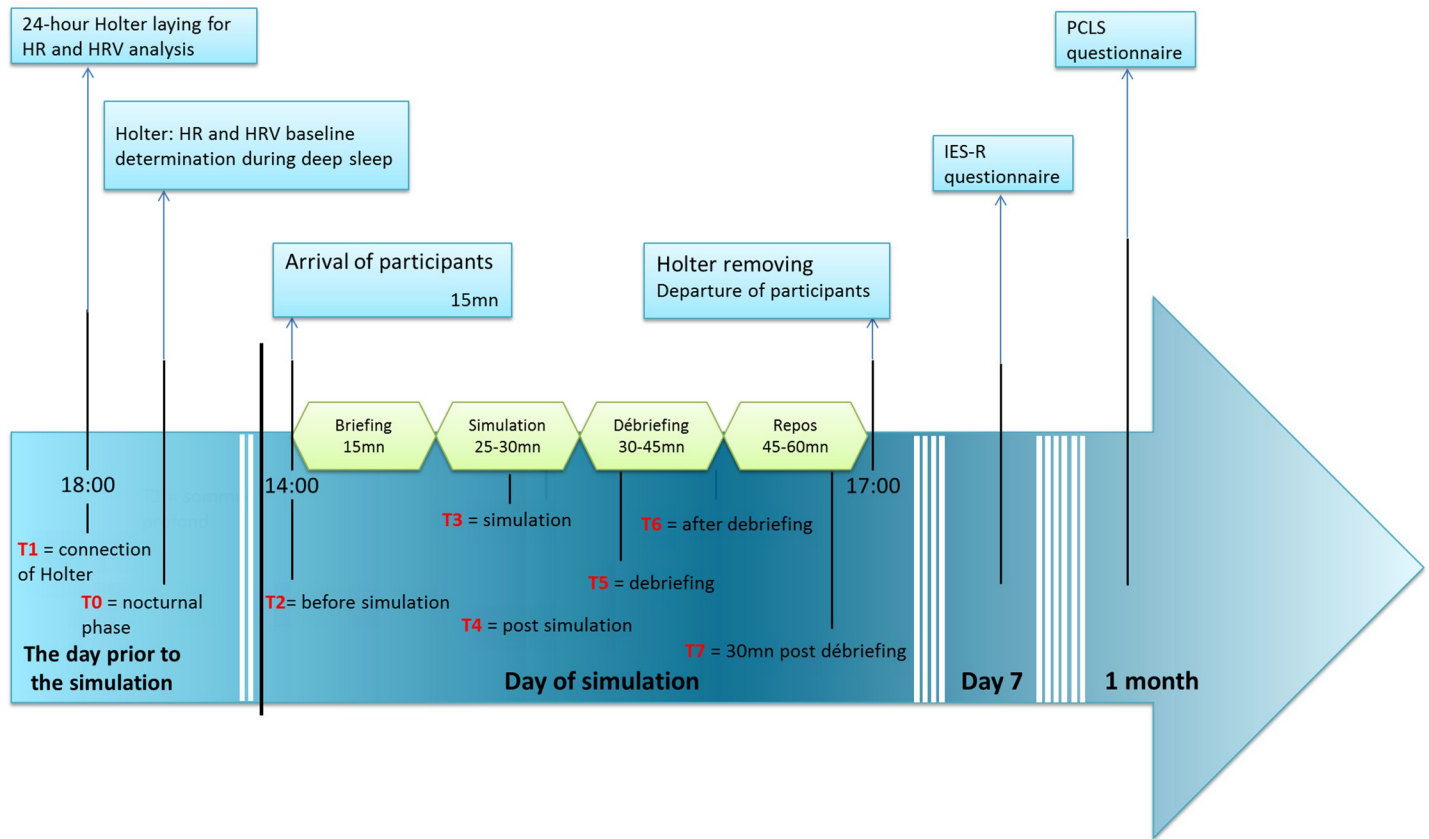 24-hour Holter laying for
HR and HRV analysis
PCLS
questionnaire
Holter: HR and HRV baseline
determination during deep sleep
IES-R
questionnaire
Arrival of participants
15mn
Holter removing
Departure of participants
Briefing
15mn
Simulation
25-30mn
Débriefing
30-45mn
Repos
45-60mn
18:00
14:00
17:00
T1 = connection
of Holter
T0 = nocturnal
phase
T2= before simulation
T3 = simulation
T4 = post simulation
T5 = debriefing
T6 = after debriefing
T7 = 30mn post débriefing
The day prior to
the simulation
Day of simulation
Day 7
1 month